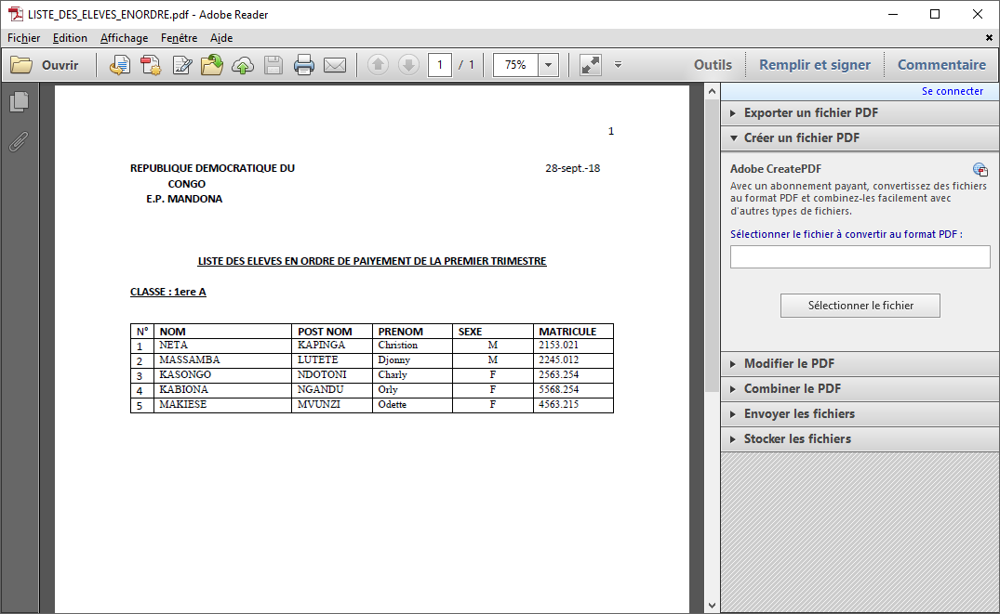 LISTE_DES_ELEVES_ENORDRE.pdf - Adobe Reader
Fichier Edition Affichage Fenêtre Aide
Ouvrir 1 / 1 75% Outils Remplir et signer Commentaire
1
REPUBLIQUE DEMOCRATIQUE DU 28-sept.-18
CONGO
E.P. MANDONA
LISTE DES ELEVES EN ORDRE DE PAIYEMENT DE LA PREMIER TRIMESTRE
CLASSE : 1ere A
N° NOM POST NOM PRENOM SEXE MATRICULE
1 NETA KAPINGA Christion M 2153.021
2 MASSAMBA LUTETE Djonny M 2245.012
3 KASONGO NDOTONI Charly F 2563.254
4 KABIONA NGANDU Orly F 5568.254
5 MAKIESE MVUNZI Odette F 4563.215
Se connecter
Exporter un fichier PDF
Créer un fichier PDF
Adobe CreatePDF
Avec un abonnement payant, convertissez des fichiers
au format PDF et combinez-les facilement avec
d'autres types de fichiers.
Sélectionner le fichier à convertir au format PDF :
Sélectionner le fichier
Modifier le PDF
Combiner le PDF
Envoyer les fichiers
Stocker les fichiers